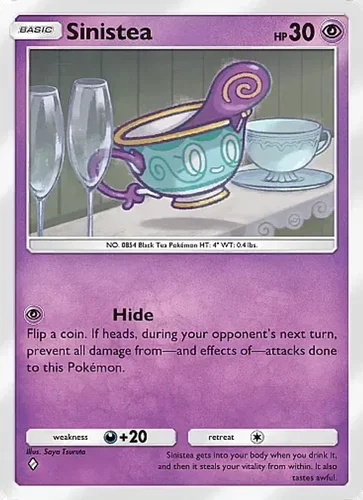 BASIC Sinistea HP 30
NO. 0854 Black Tea Pokémon HT: 4" WT: 0.4 lbs.
Hide
Flip a coin. If heads, during your opponent's next turn,
prevent all damage from—and effects of—attacks done
to this Pokémon.
weakness +20 retreat
Illus. Saya Tsuruta
Sinistea gets into your body when you drink it,
and then it steals your vitality from within. It also
tastes awful.